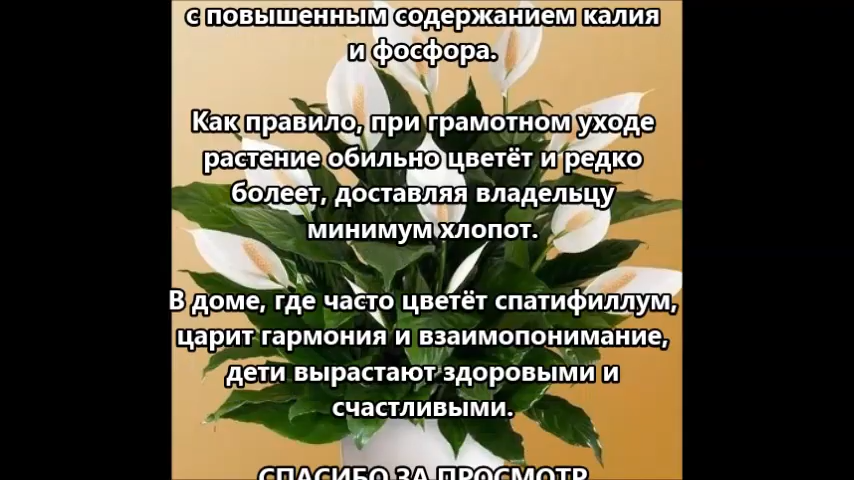 с повышенным содержанием калия
и фосфора.
Как правило, при грамотном уходе
растение обильно цветёт и редко
болеет, доставляя владельцу
минимум хлопот.
В доме, где часто цветёт спатифиллум,
царит гармония и взаимопонимание,
дети вырастают здоровыми и
счастливыми.
СПАСИБО ЗА ПРОСМОТР